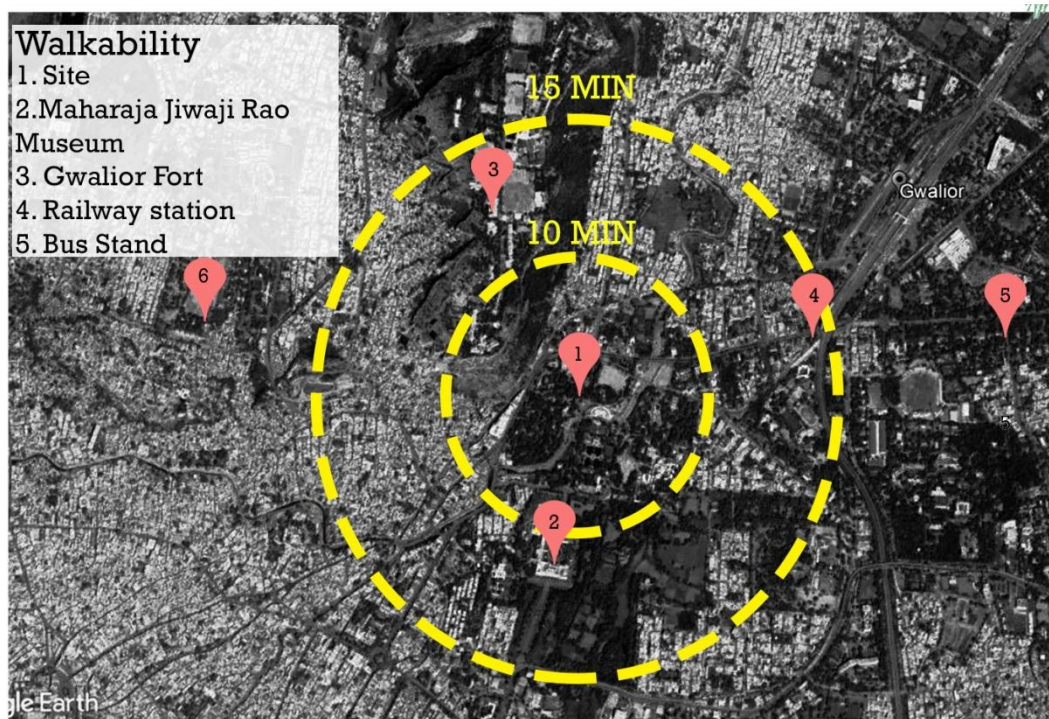 Walkability
1. Site
2.Maharaja Jiwaji Rao
Museum
3. Gwalior Fort
4. Railway station
5. Bus Stand
15 MIN
3
Gwalior
10 MIN
6
4
5
1
2
gle Earth